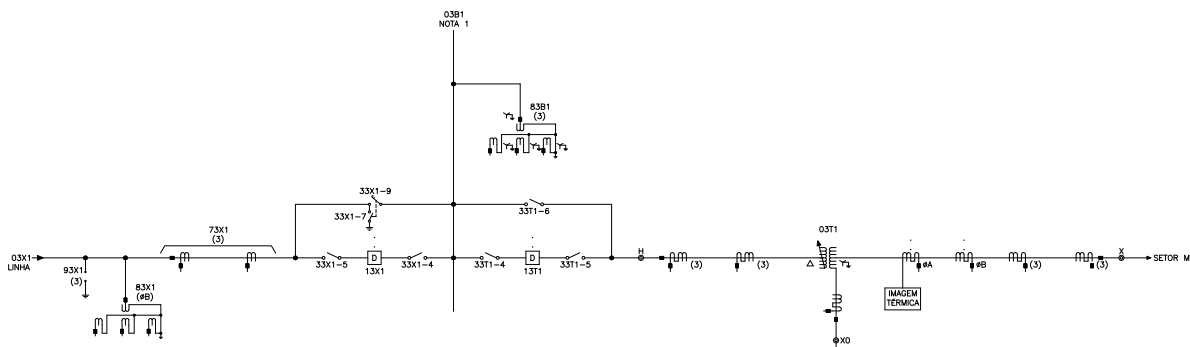 03B1
NOTA 1
83B1
(3)
33X1-9
33X1-7
33T1-6
73X1
(3)
03X1
LINHA
93X1
(3)
83X1
(øB)
33X1-5
D
13X1
33X1-4
33T1-4
D
13T1
33T1-5
H
(3)
(3)
03T1
øA
øB
(3)
(3)
X
SETOR M
IMAGEM
TÉRMICA
X0